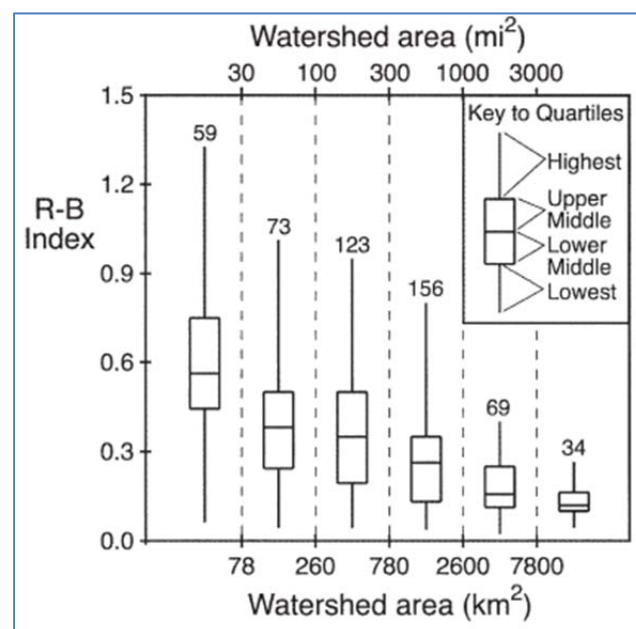 Watershed area (mi²)
30 100 300 1000 3000
1.5
1.2
0.9
0.6
0.3
0.0
R-B
Index
59
73
123
156
69
34
Key to Quartiles
Highest
Upper
Middle
Lower
Middle
Lowest
78 260 780 2600 7800
Watershed area (km²)